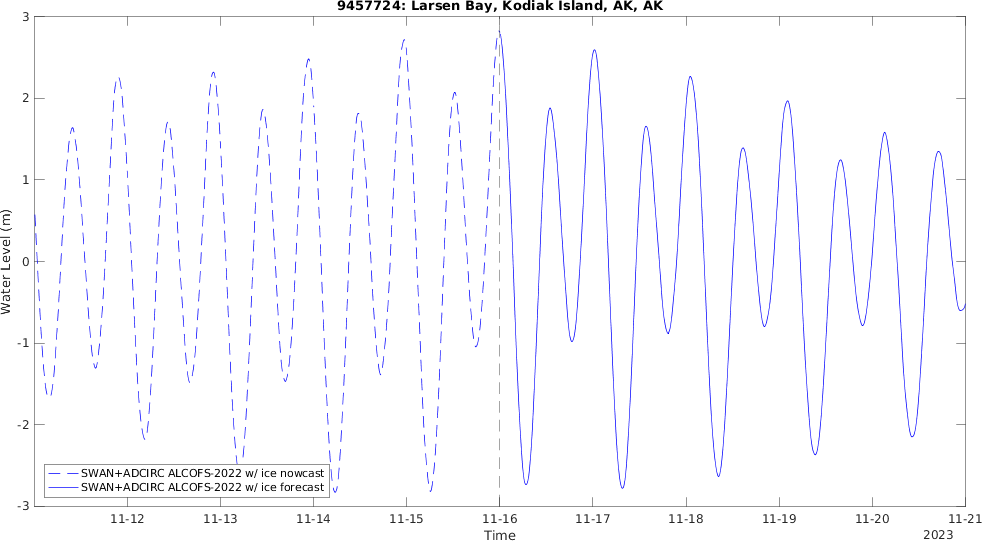 9457724: Larsen Bay, Kodiak Island, AK, AK
3
2
1
0
-1
-2
-3
Water Level (m)
SWAN+ADCIRC ALCOFS-2022 w/ ice nowcast
SWAN+ADCIRC ALCOFS-2022 w/ ice forecast
11-12 11-13 11-14 11-15 11-16 11-17 11-18 11-19 11-20 11-21
Time
2023